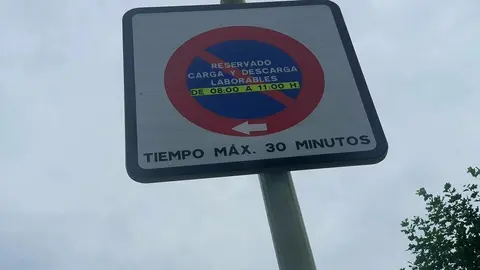 RESERVADO
CARGA Y DESCARGA
LABORABLES
DE 08:00 A 11:00 H
TIEMPO MÁX. 30 MINUTOS